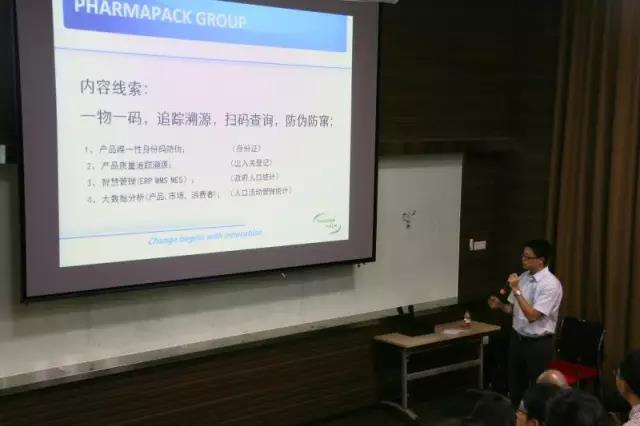 PHARMAPACK GROUP
内容线索：
一物一码，追踪溯源，扫码查询，防伪防窜：
1、产品唯一性身份码防伪； （身份证）
2、产品质量追踪溯源； （出入关登记）
3、智慧管理(ERP WMS MES)； （政府人口统计）
4、大数据分析(产品、市场、消费者)； （人口活动管辖统计）
Change begins with innovation